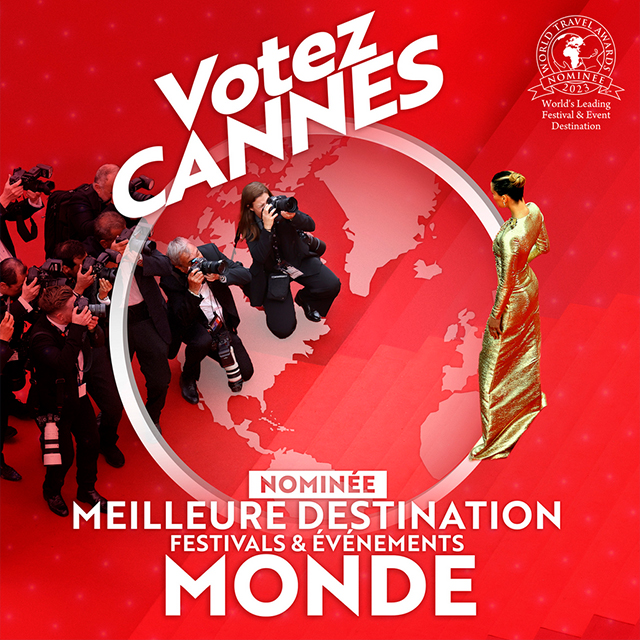 Votez
CANNES
WORLD TRAVEL AWARDS
NOMINEE
2023
World's Leading
Festival & Event
Destination
NOMINÉE
MEILLEURE DESTINATION
FESTIVALS & ÉVÉNEMENTS
MONDE